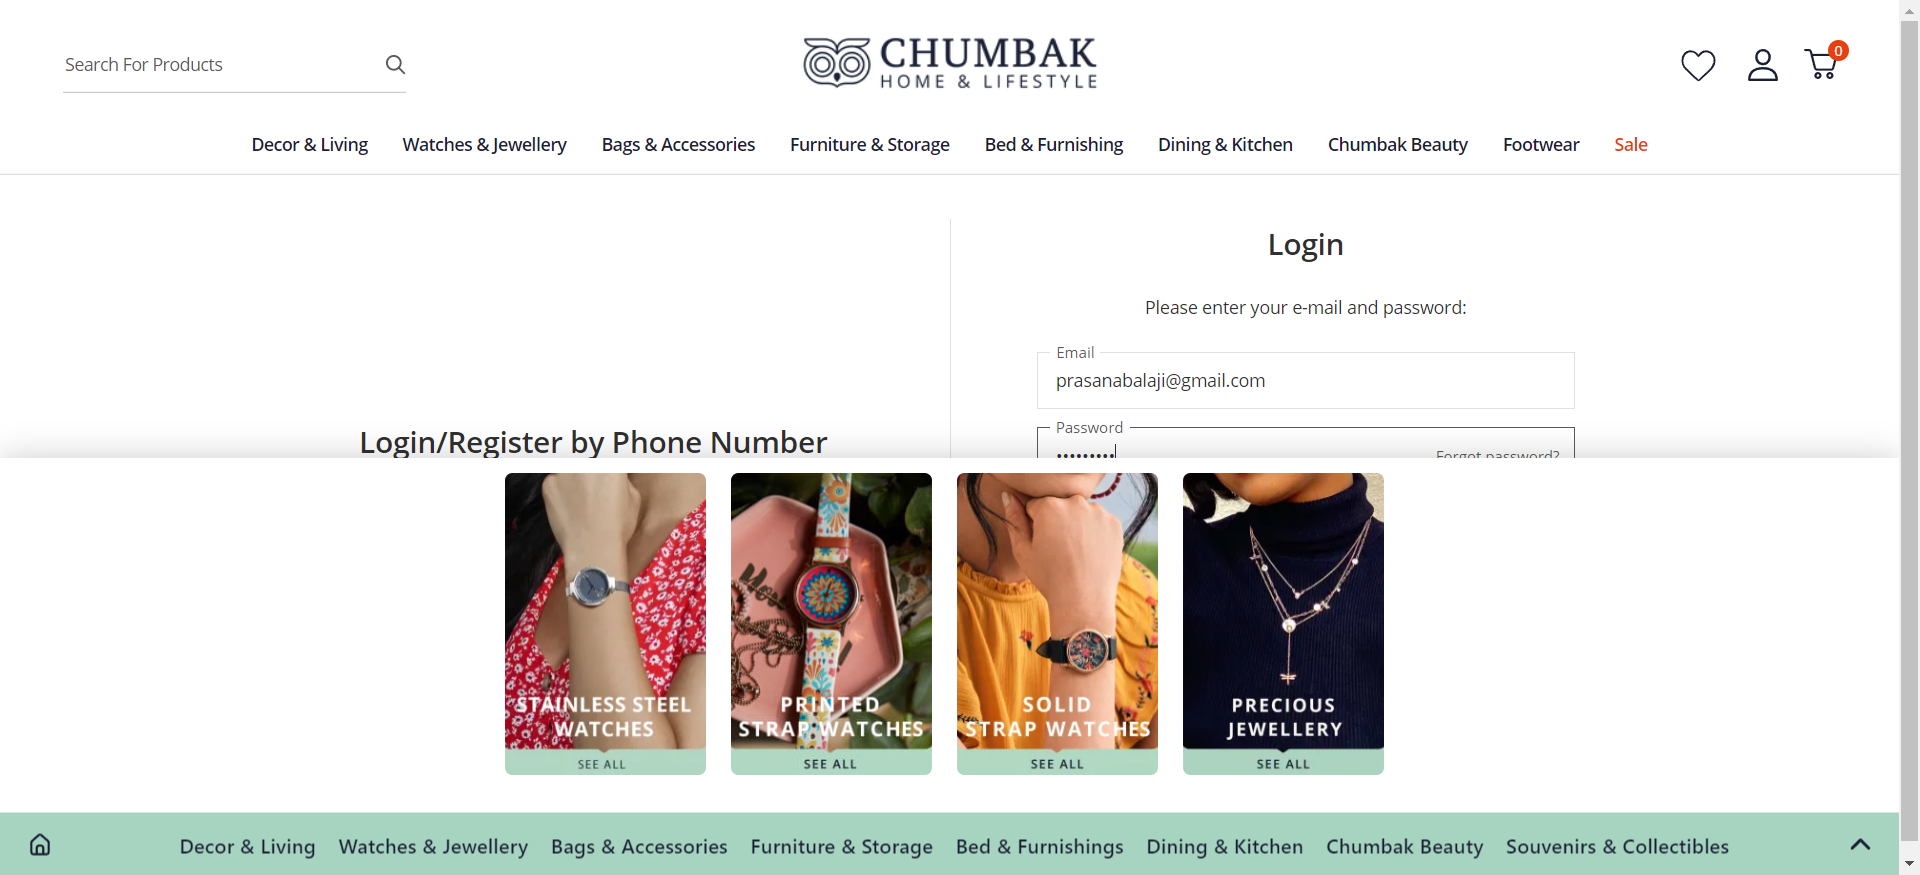 Search For Products
CHUMBAK
HOME & LIFESTYLE
0
Decor & Living Watches & Jewellery Bags & Accessories Furniture & Storage Bed & Furnishing Dining & Kitchen Chumbak Beauty Footwear Sale
Login
Please enter your e-mail and password:
Email
prasanabalaji@gmail.com
Login/Register by Phone Number
Password
•••••••••
Forgot password?
STAINLESS STEEL
WATCHES
SEE ALL
PRINTED
STRAP WATCHES
SEE ALL
SOLID
STRAP WATCHES
SEE ALL
PRECIOUS
JEWELLERY
SEE ALL
Decor & Living Watches & Jewellery Bags & Accessories Furniture & Storage Bed & Furnishings Dining & Kitchen Chumbak Beauty Souvenirs & Collectibles